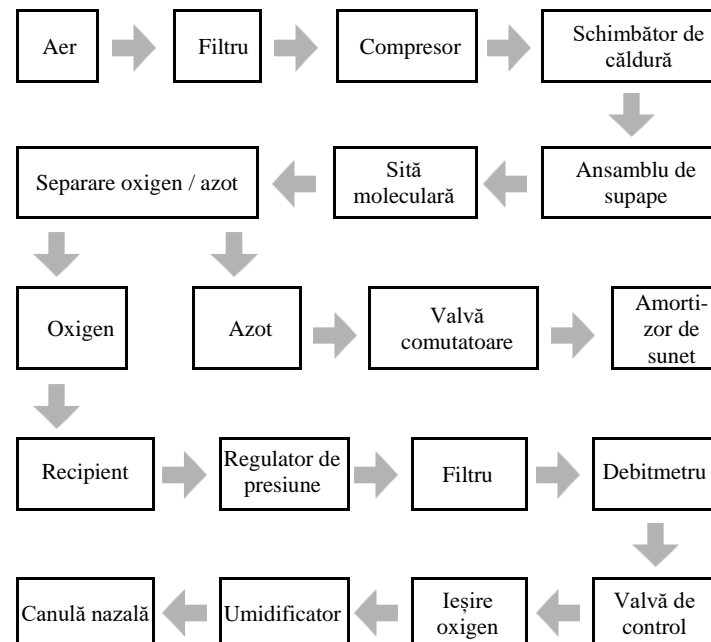 Aer
Filtru
Compresor
Schimbător de
căldură
Separare oxigen / azot
Sită
moleculară
Ansamblu de
supape
Oxigen
Azot
Valvă
comutatoare
Amorti-
zor de
sunet
Recipient
Regulator de
presiune
Filtru
Debitmetru
Canulă nazală
Umidificator
Ieșire
oxigen
Valvă de
control